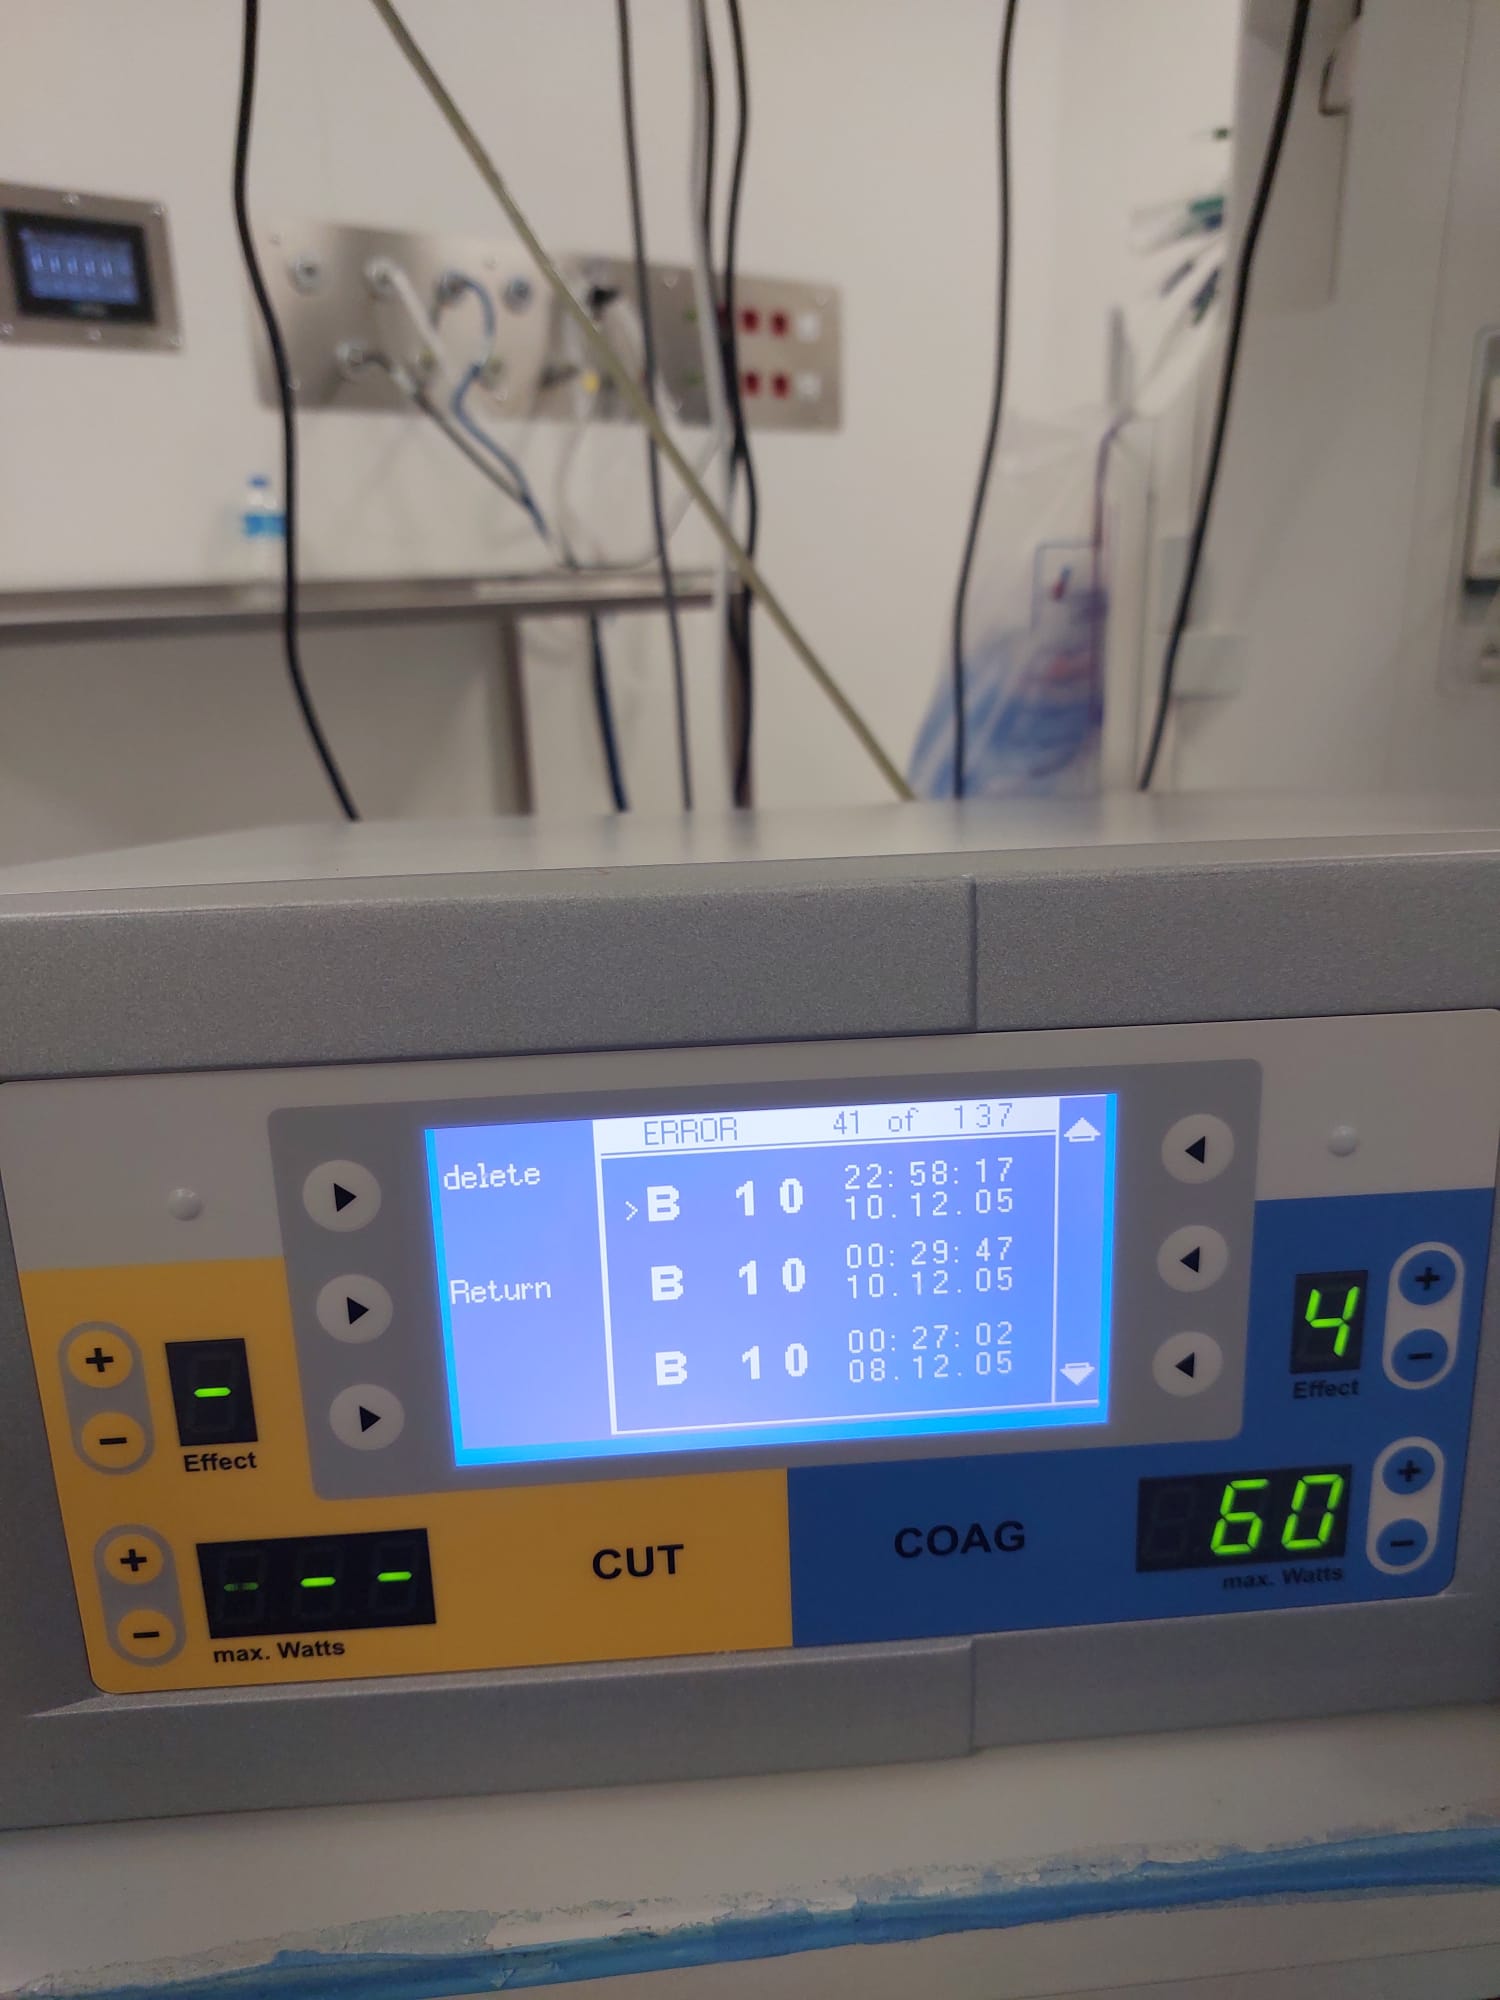 ERROR 41 of 137
delete
>B 10 22:58:17
10.12.05
B 10 00:29:47
10.12.05
Return
B 10 00:27:02
08.12.05
-
Effect
4
Effect
---
max. Watts
CUT
COAG
60
max. Watts
+
-
+
-
+
-
+
-